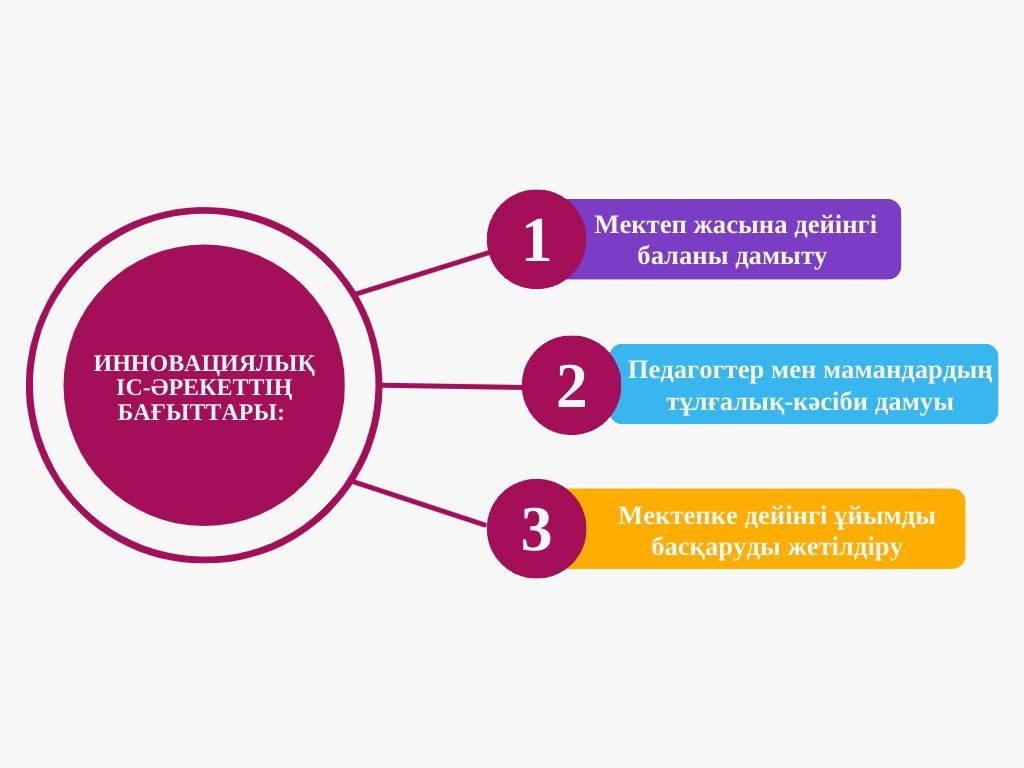 ИННОВАЦИЯЛЫҚ
ІС-ӘРЕКЕТТІҢ
БАҒЫТТАРЫ:
1
Мектеп жасына дейінгі
баланы дамыту
2
Педагогтер мен мамандардың
тұлғалық-кәсіби дамуы
3
Мектепке дейінгі ұйымды
басқаруды жетілдіру